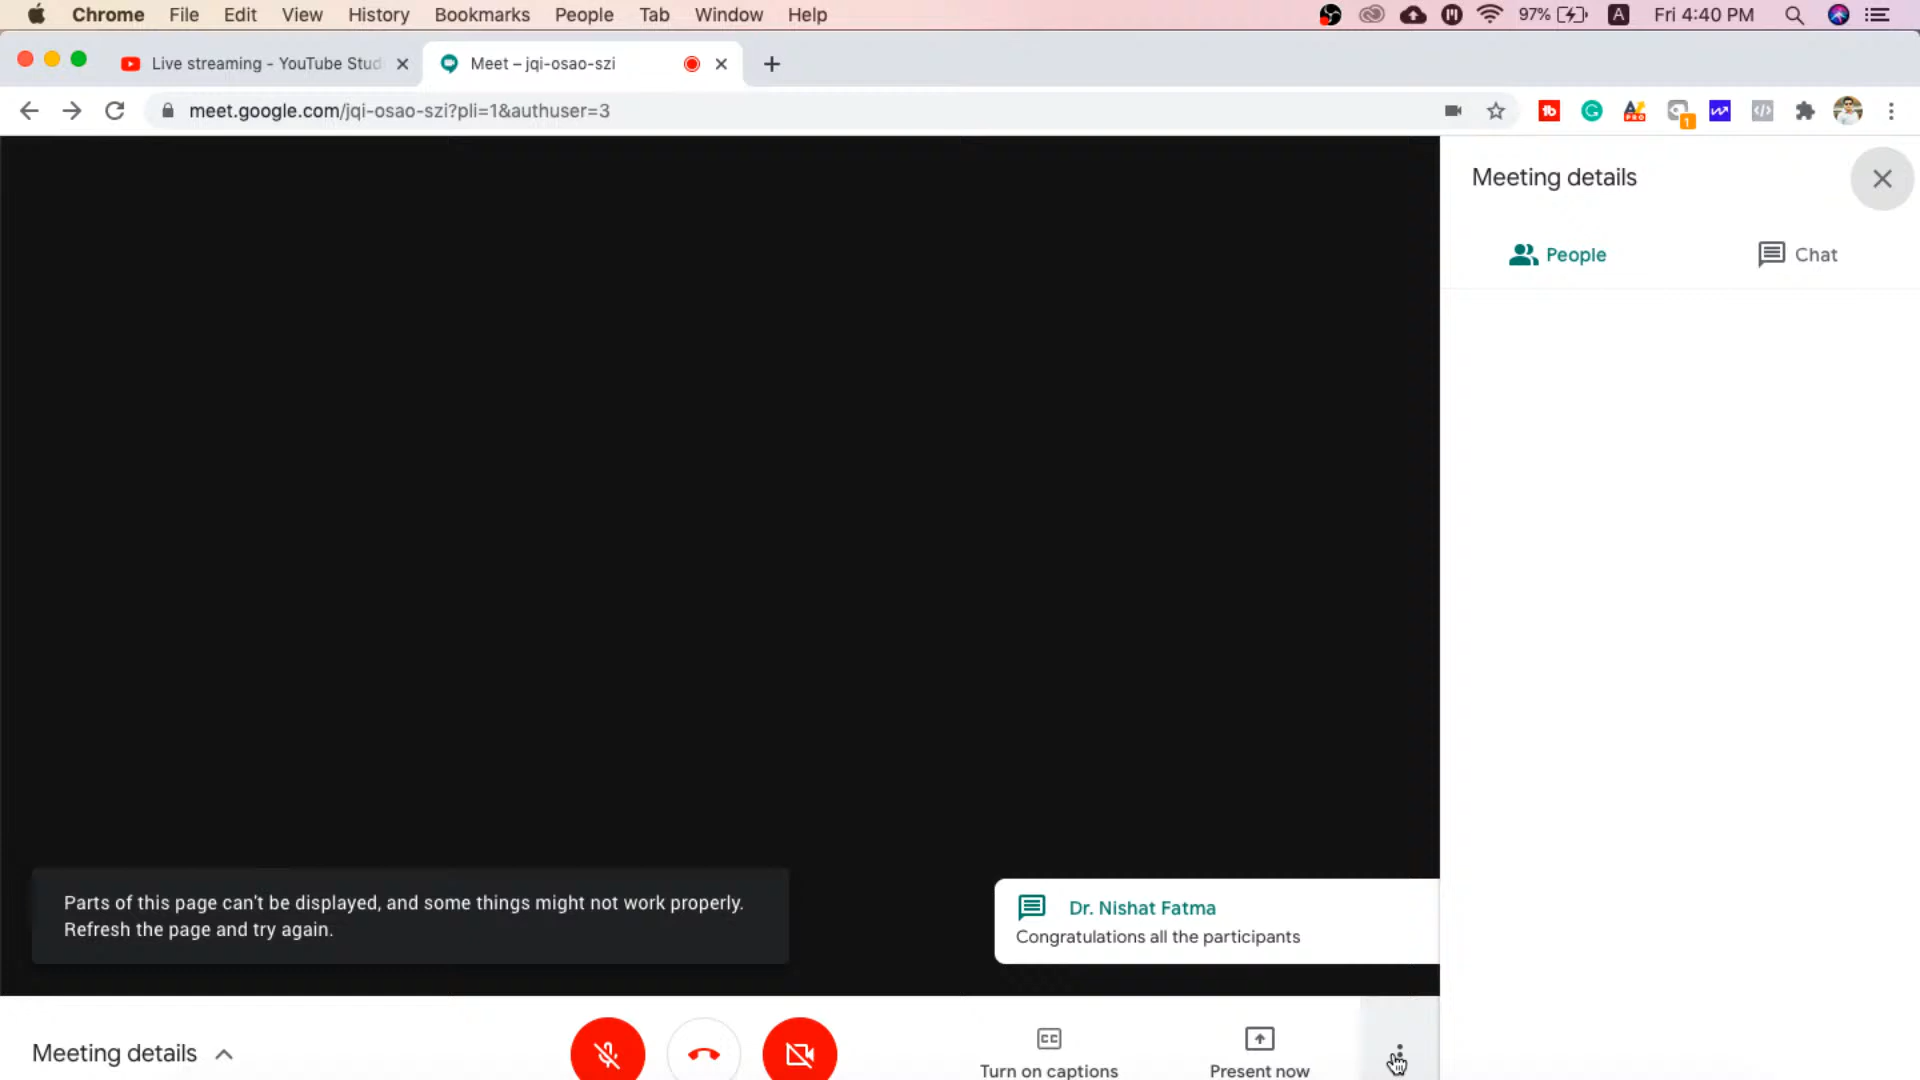 Chrome File Edit View History Bookmarks People Tab Window Help 97% A Fri 4:40 PM
Live streaming - YouTube Stud
Meet – jqi-osao-szi
meet.google.com/jqi-osao-szi?pli=1&authuser=3
1
PRO
Meeting details
People
Chat
Parts of this page can't be displayed, and some things might not work properly.
Refresh the page and try again.
Dr. Nishat Fatma
Congratulations all the participants
Meeting details
CC
Turn on captions
Present now